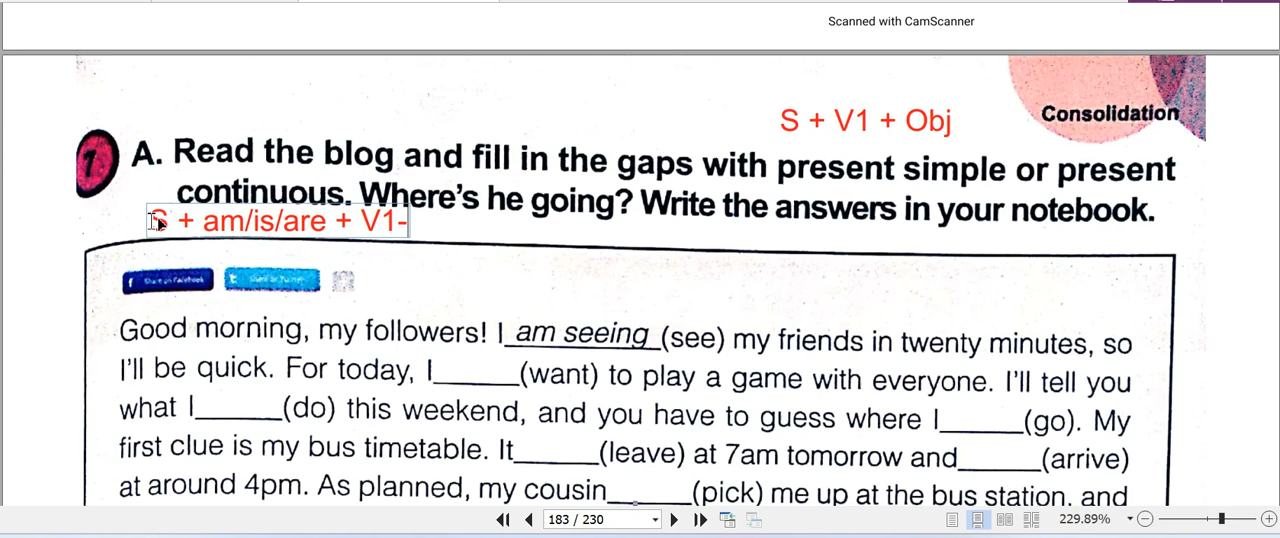 Scanned with CamScanner
S + V1 + Obj
Consolidation
1 A. Read the blog and fill in the gaps with present simple or present
continuous. Where's he going? Write the answers in your notebook.
S + am/is/are + V1-
Good morning, my followers! I am seeing (see) my friends in twenty minutes, so
I'll be quick. For today, I______(want) to play a game with everyone. I'll tell you
what I______(do) this weekend, and you have to guess where I______(go). My
first clue is my bus timetable. It______(leave) at 7am tomorrow and______(arrive)
at around 4pm. As planned, my cousin______(pick) me up at the bus station, and
183 / 230
229.89%